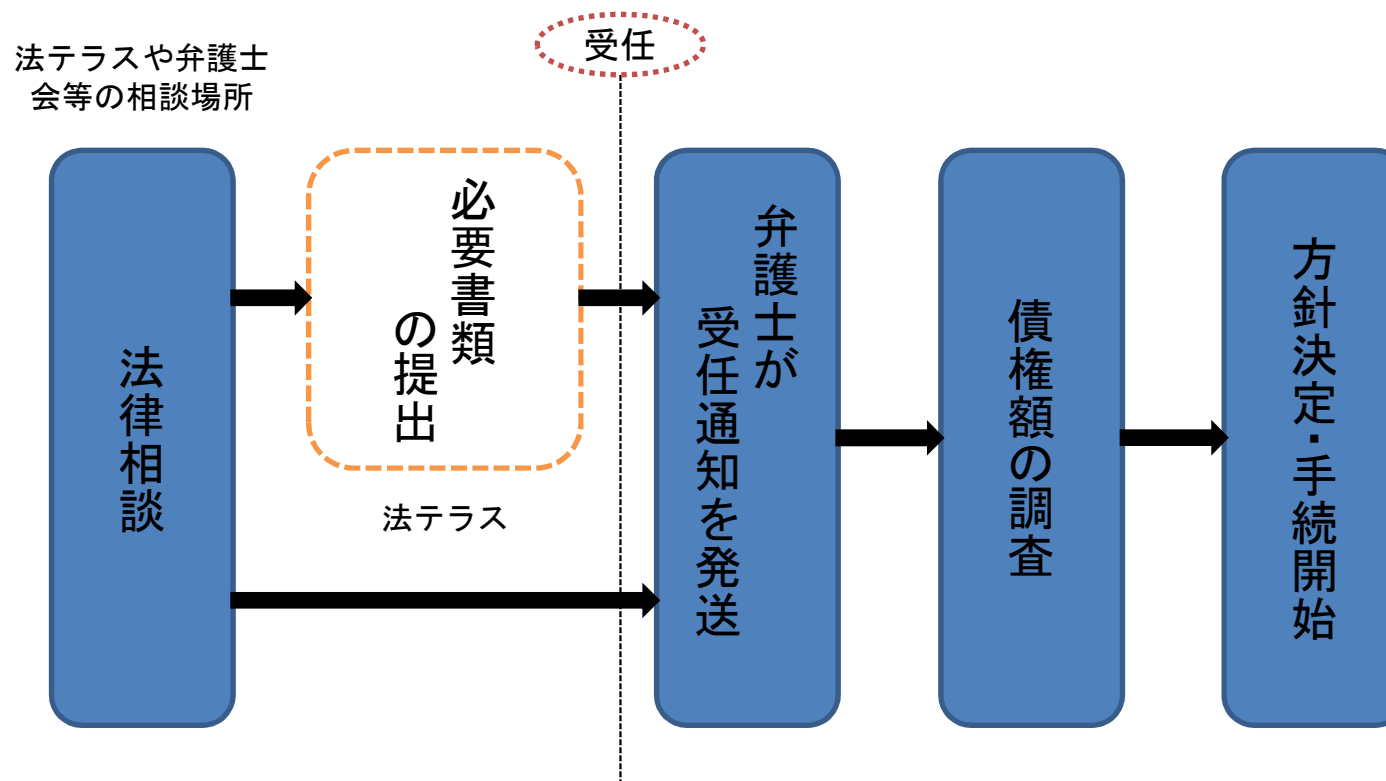 法テラスや弁護士
会等の相談場所
受任
法律相談
必要書類
の提出
法テラス
弁護士が
受任通知を発送
債権額の調査
方針決定・手続開始